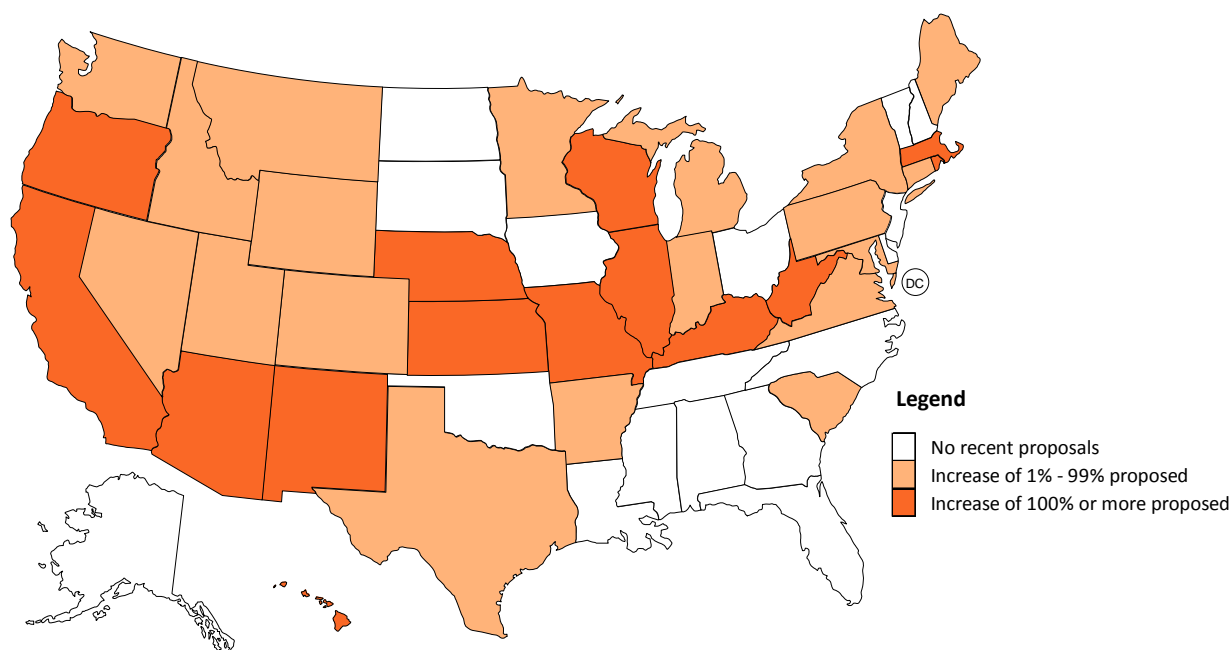 DC
Legend
No recent proposals
Increase of 1% - 99% proposed
Increase of 100% or more proposed